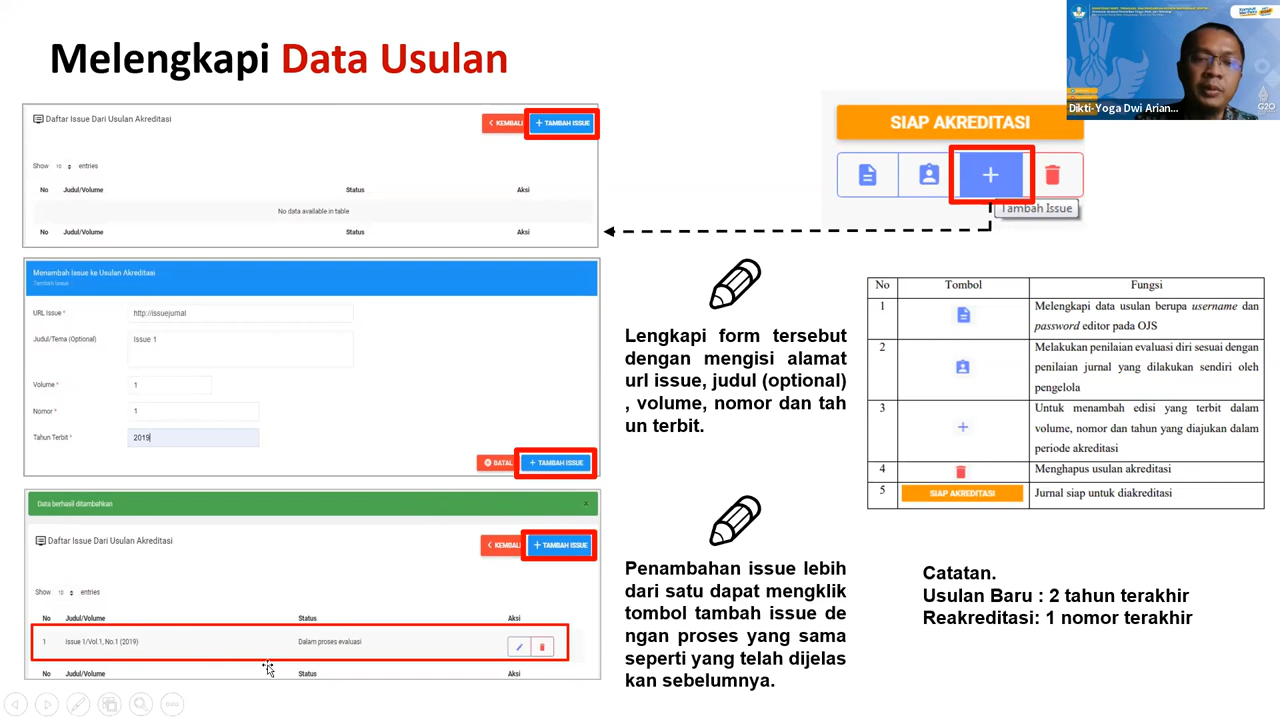 Melengkapi Data Usulan
Daftar Issue Dari Usulan Akreditasi
KEMBALI
+ TAMBAH ISSUE
Show 10 entries
No Judul/Volume Status Aksi
No data available in table
No Judul/Volume Status Aksi
Menambah Issue ke Usulan Akreditasi
Tambah Issue
URL Issue * http://issuejurnal
Judul/Tema (Optional) Issue 1
Volume * 1
Nomor * 1
Tahun Terbit * 2019
BATAL
+ TAMBAH ISSUE
Data berhasil ditambahkan ×
Daftar Issue Dari Usulan Akreditasi
KEMBALI
+ TAMBAH ISSUE
Show 10 entries
No Judul/Volume Status Aksi
1 Issue 1/Vol.1, No.1 (2019) Dalam proses evaluasi
No Judul/Volume Status Aksi
SIAP AKREDITASI
Tambah Issue
Lengkapi form tersebut
dengan mengisi alamat
url issue, judul (optional)
, volume, nomor dan tah
un terbit.
Penambahan issue lebih
dari satu dapat mengklik
tombol tambah issue de
ngan proses yang sama
seperti yang telah dijelas
kan sebelumnya.
Dikti-Yoga Dwi Arian...
G20
No Tombol Fungsi
1 Melengkapi data usulan berupa username dan
password editor pada OJS
2 Melakukan penilaian evaluasi diri sesuai dengan
penilaian jurnal yang dilakukan sendiri oleh
pengelola
3 Untuk menambah edisi yang terbit dalam
volume, nomor dan tahun yang diajukan dalam
periode akreditasi
4 Menghapus usulan akreditasi
5 SIAP AKREDITASI Jurnal siap untuk diakreditasi
Catatan.
Usulan Baru : 2 tahun terakhir
Reakreditasi: 1 nomor terakhir